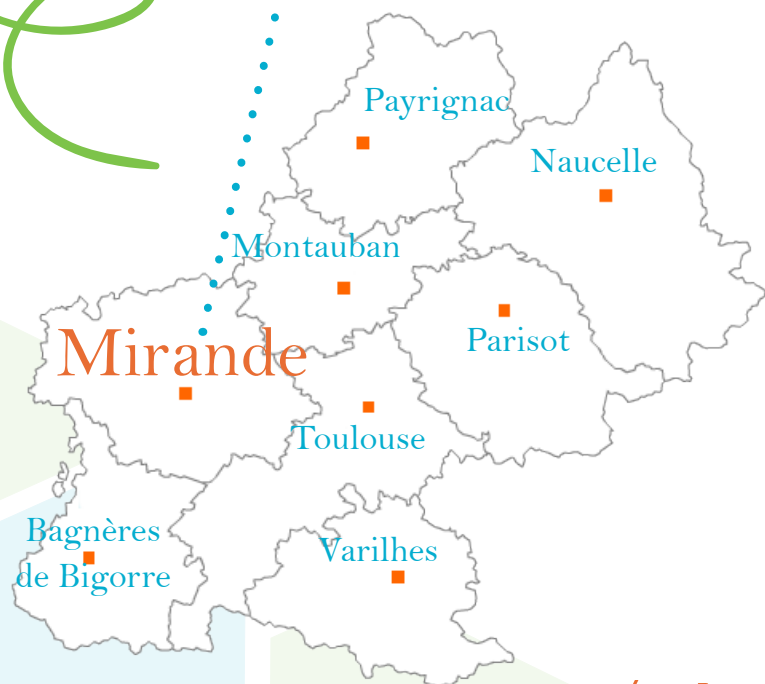 Payrignac
Naucelle
Montauban
Mirande
Parisot
Toulouse
Bagnères
de Bigorre
Varilhes